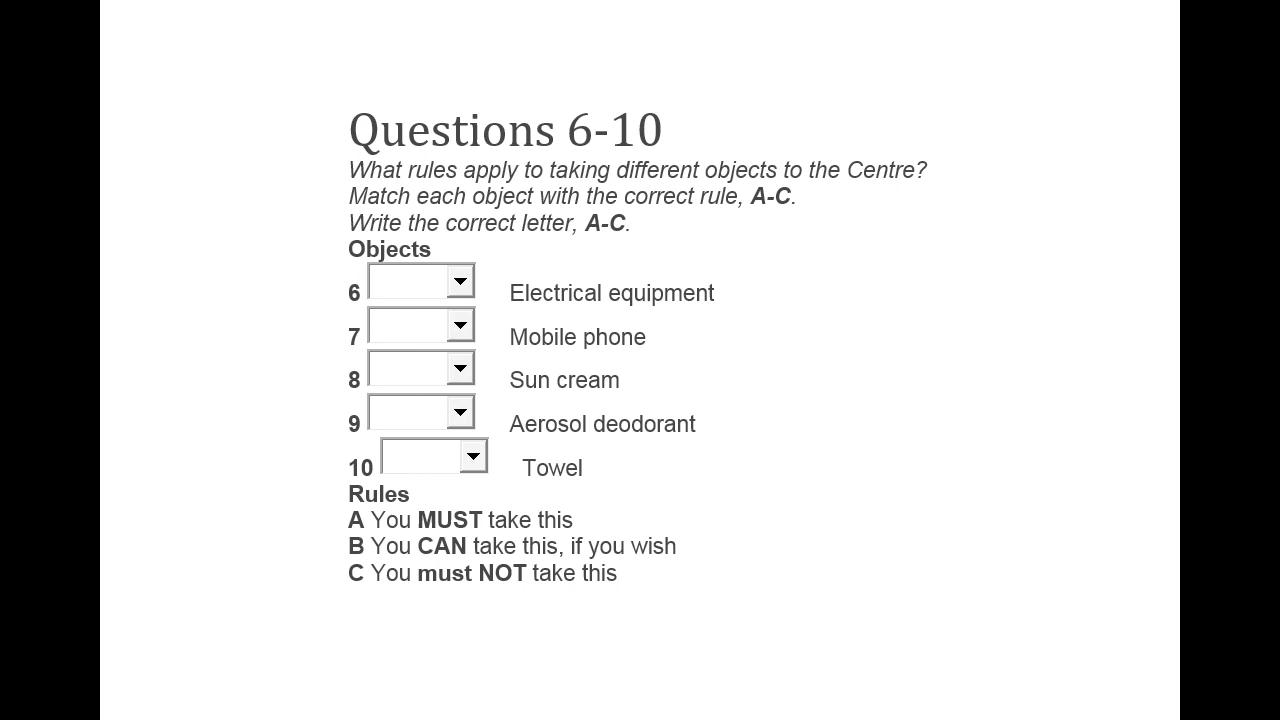 Questions 6-10
What rules apply to taking different objects to the Centre?
Match each object with the correct rule, A-C.
Write the correct letter, A-C.
Objects
6 Electrical equipment
7 Mobile phone
8 Sun cream
9 Aerosol deodorant
10 Towel
Rules
A You MUST take this
B You CAN take this, if you wish
C You must NOT take this